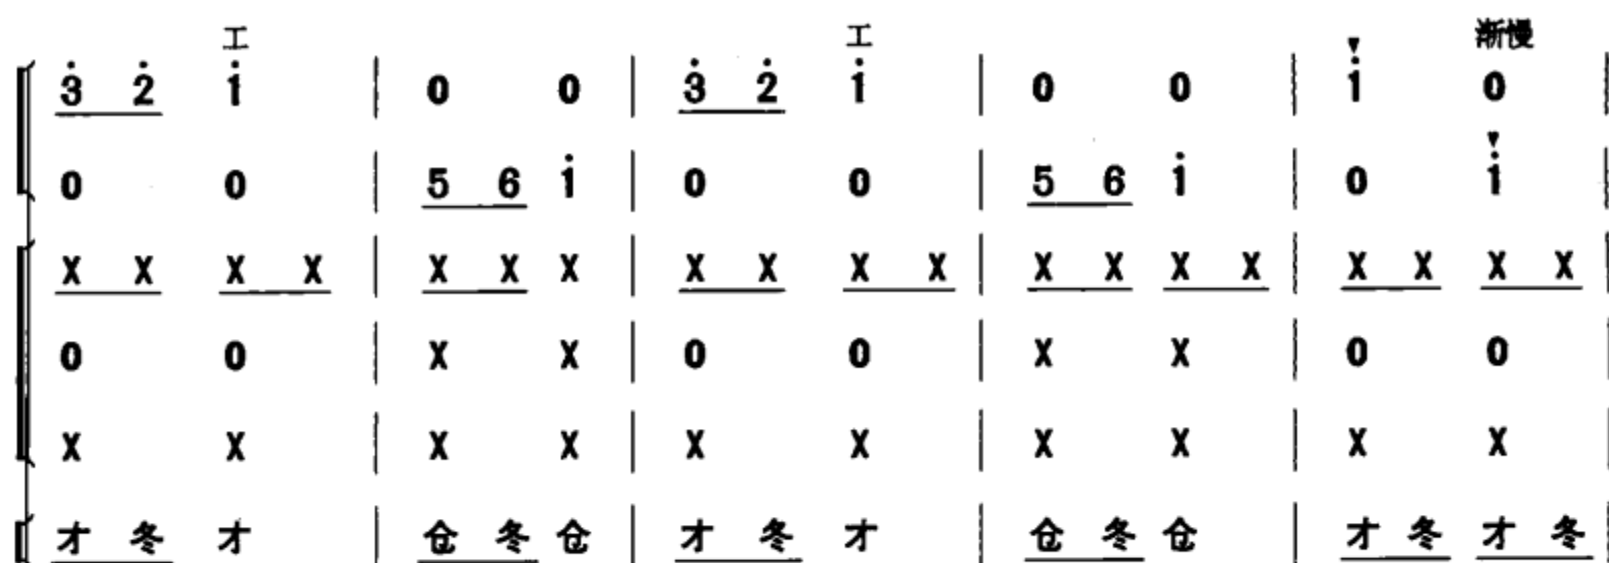 工 工 渐慢
3 2 1 | 0 0 | 3 2 1 | 0 0 | 1 0 |
0 0 | 5 6 1 | 0 0 | 5 6 1 | 0 1 |
X X X X | X X X | X X X X | X X X X | X X X X |
0 0 | X X | 0 0 | X X | 0 0 |
X X | X X | X X | X X | X X |
才 冬 才 | 仓 冬 仓 | 才 冬 才 | 仓 冬 仓 | 才 冬 才 冬 |